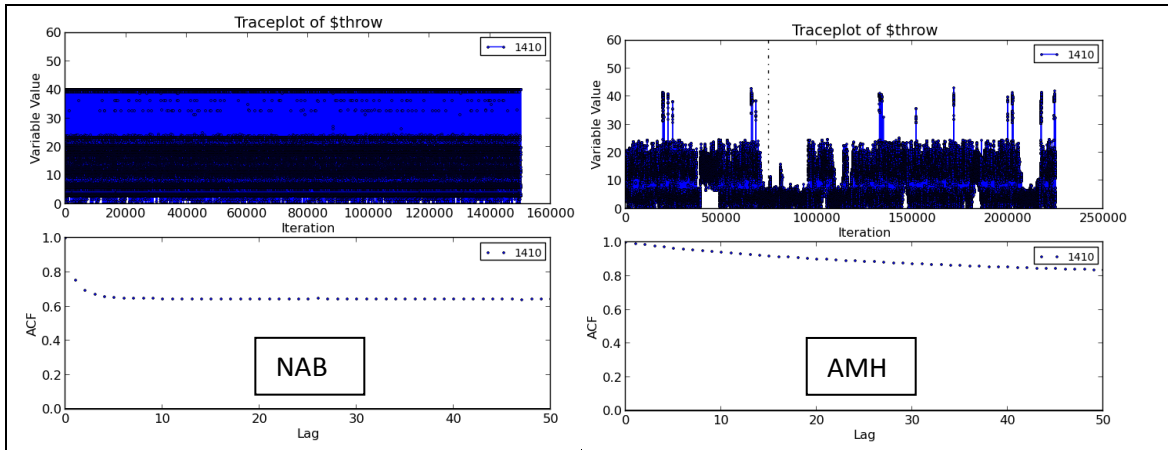 Traceplot of $throw
60
50
40
30
20
10
0
Variable Value
1410
0 20000 40000 60000 80000 100000 120000 140000 160000
Iteration
1.0
0.8
0.6
0.4
0.2
0.0
ACF
1410
NAB
0 10 20 30 40 50
Lag
Traceplot of $throw
60
50
40
30
20
10
0
Variable Value
1410
0 50000 100000 150000 200000 250000
Iteration
1.0
0.8
0.6
0.4
0.2
0.0
ACF
1410
AMH
0 10 20 30 40 50
Lag